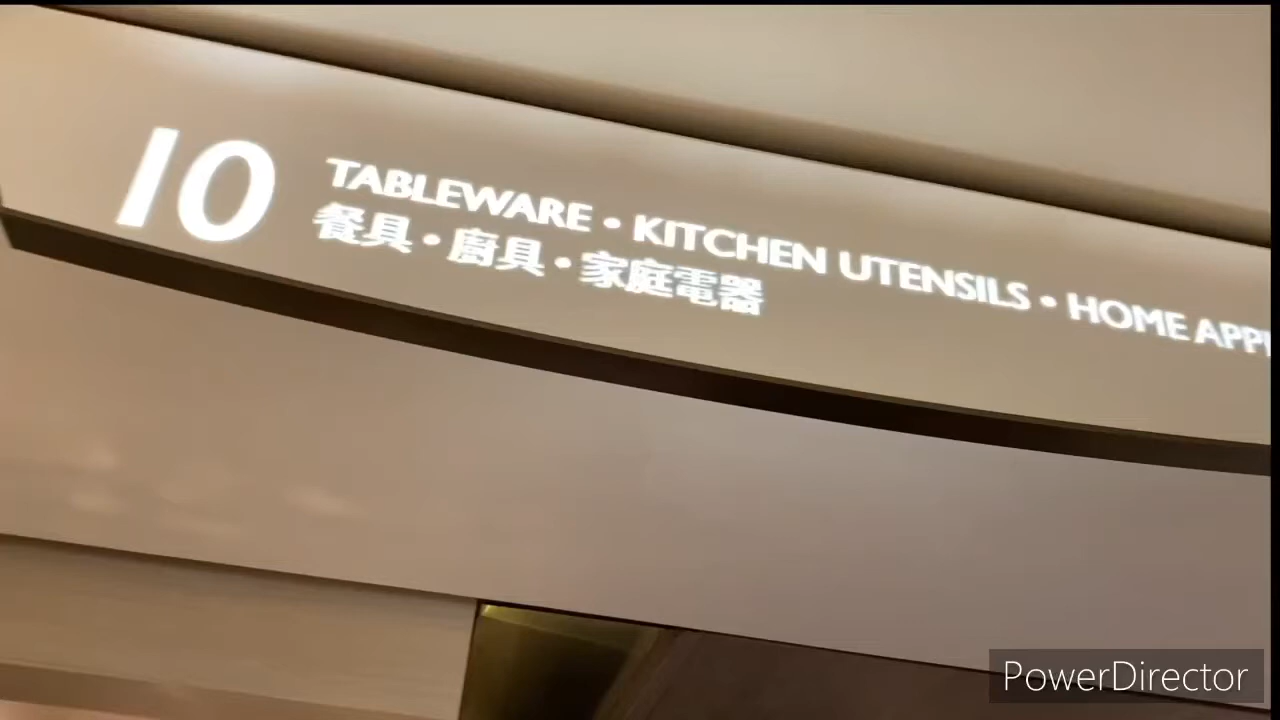 10
TABLEWARE • KITCHEN UTENSILS • HOME
餐具•廚具•家庭電器
PowerDirector